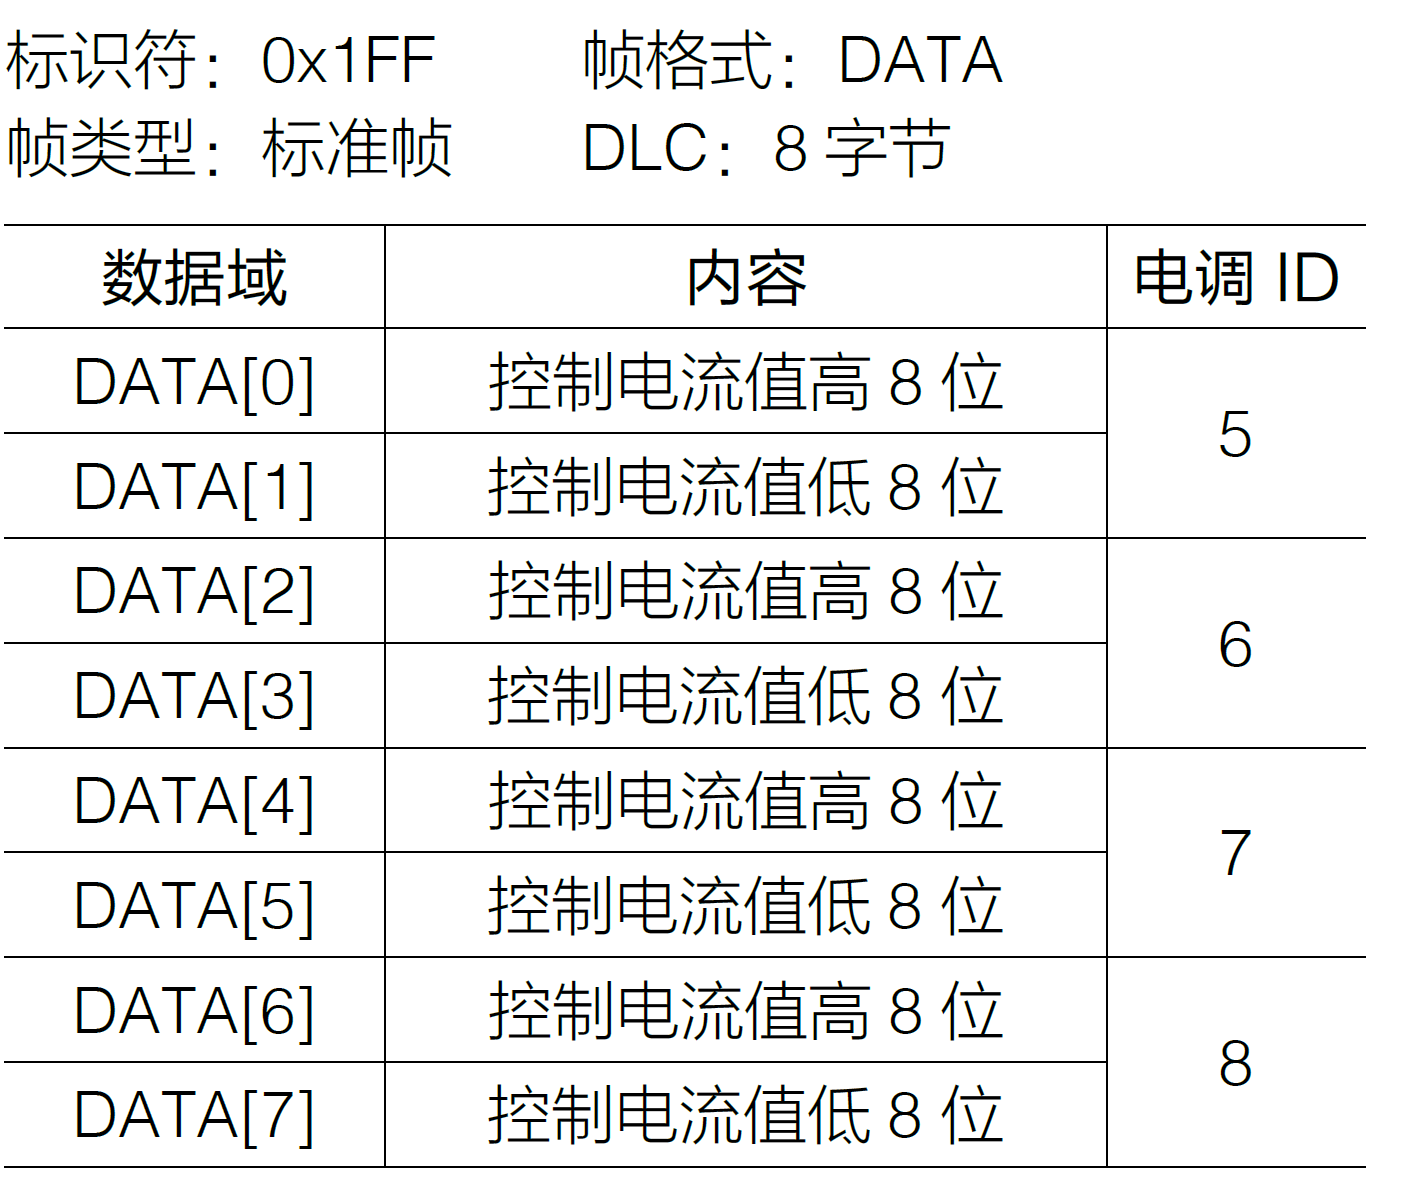 标识符：0x1FF 帧格式：DATA
帧类型：标准帧 DLC：8 字节
数据域 内容 电调 ID
DATA[0] 控制电流值高 8 位
5
DATA[1] 控制电流值低 8 位
DATA[2] 控制电流值高 8 位
6
DATA[3] 控制电流值低 8 位
DATA[4] 控制电流值高 8 位
7
DATA[5] 控制电流值低 8 位
DATA[6] 控制电流值高 8 位
8
DATA[7] 控制电流值低 8 位